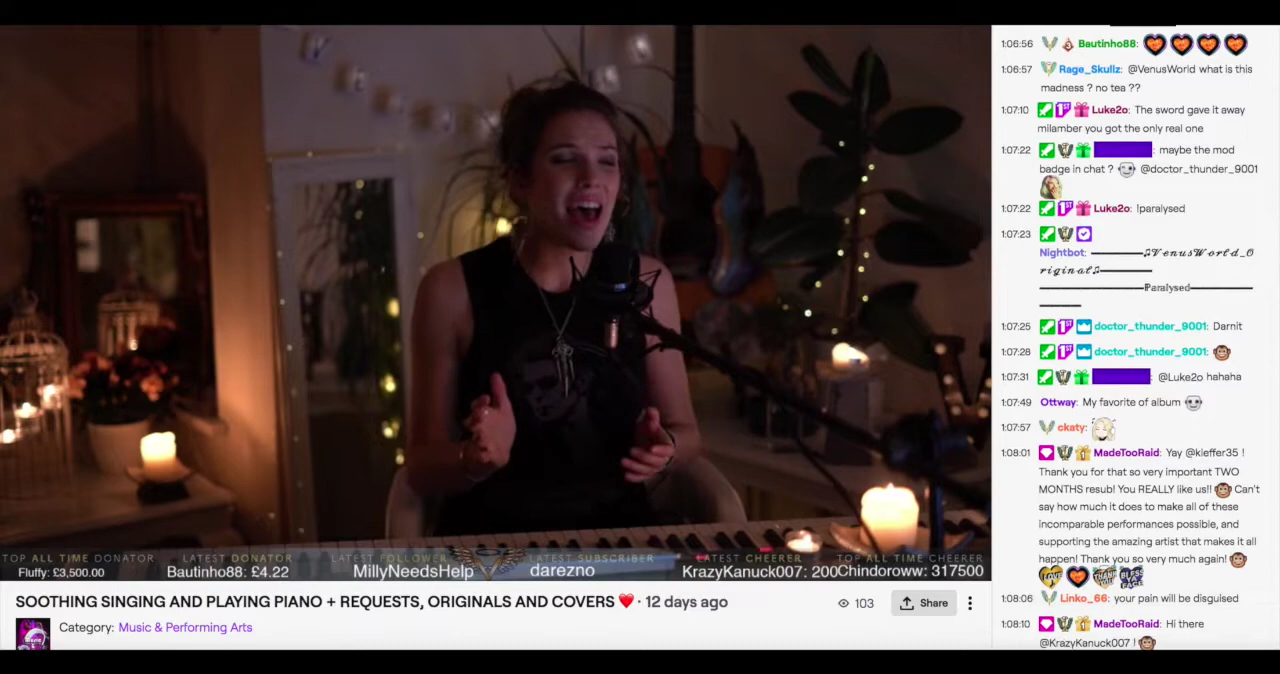 TOP ALL TIME DONATOR
Fluffy: £3,500.00
LATEST DONATOR
Bautinho88: £4.22
LATEST FOLLOWER
MillyNeedsHelp
LATEST SUBSCRIBER
darezno
LATEST CHEERER
KrazyKanuck007: 200
TOP ALL TIME CHEERER
Chindoroww: 317500
SOOTHING SINGING AND PLAYING PIANO + REQUESTS, ORIGINALS AND COVERS ❤️ · 12 days ago
103
Share
Category: Music & Performing Arts
1:06:56 Bautinho88:
1:06:57 Rage_Skullz: @VenusWorld what is this
madness ? no tea ??
1:07:10 Luke2o: The sword gave it away
milamber you got the only real one
1:07:22 : maybe the mod
badge in chat ? @doctor_thunder_9001
1:07:22 Luke2o: !paralysed
1:07:23
Nightbot: ────────♫𝓥𝓮𝓷𝓾𝓼𝓦𝓸𝓻𝓵𝓭_𝓞
𝓻𝓲𝓰𝓲𝓷𝓪𝓵♫────────
────────────────ℙaralysed──────────
──────
1:07:25 doctor_thunder_9001: Darnit
1:07:28 doctor_thunder_9001:
1:07:31 : @Luke2o hahaha
1:07:49 Ottway: My favorite of album
1:07:57 ckaty:
1:08:01 MadeTooRaid: Yay @kieffer35 !
Thank you for that so very important TWO
MONTHS resub! You REALLY like us!! Can't
say how much it does to make all of these
incomparable performances possible, and
supporting the amazing artist that makes it all
happen! Thank you so very much again!
LOVE THANK YOU BLESS
1:08:06 Linko_66: your pain will be disguised
1:08:10 MadeTooRaid: Hi there
@KrazyKanuck007 !